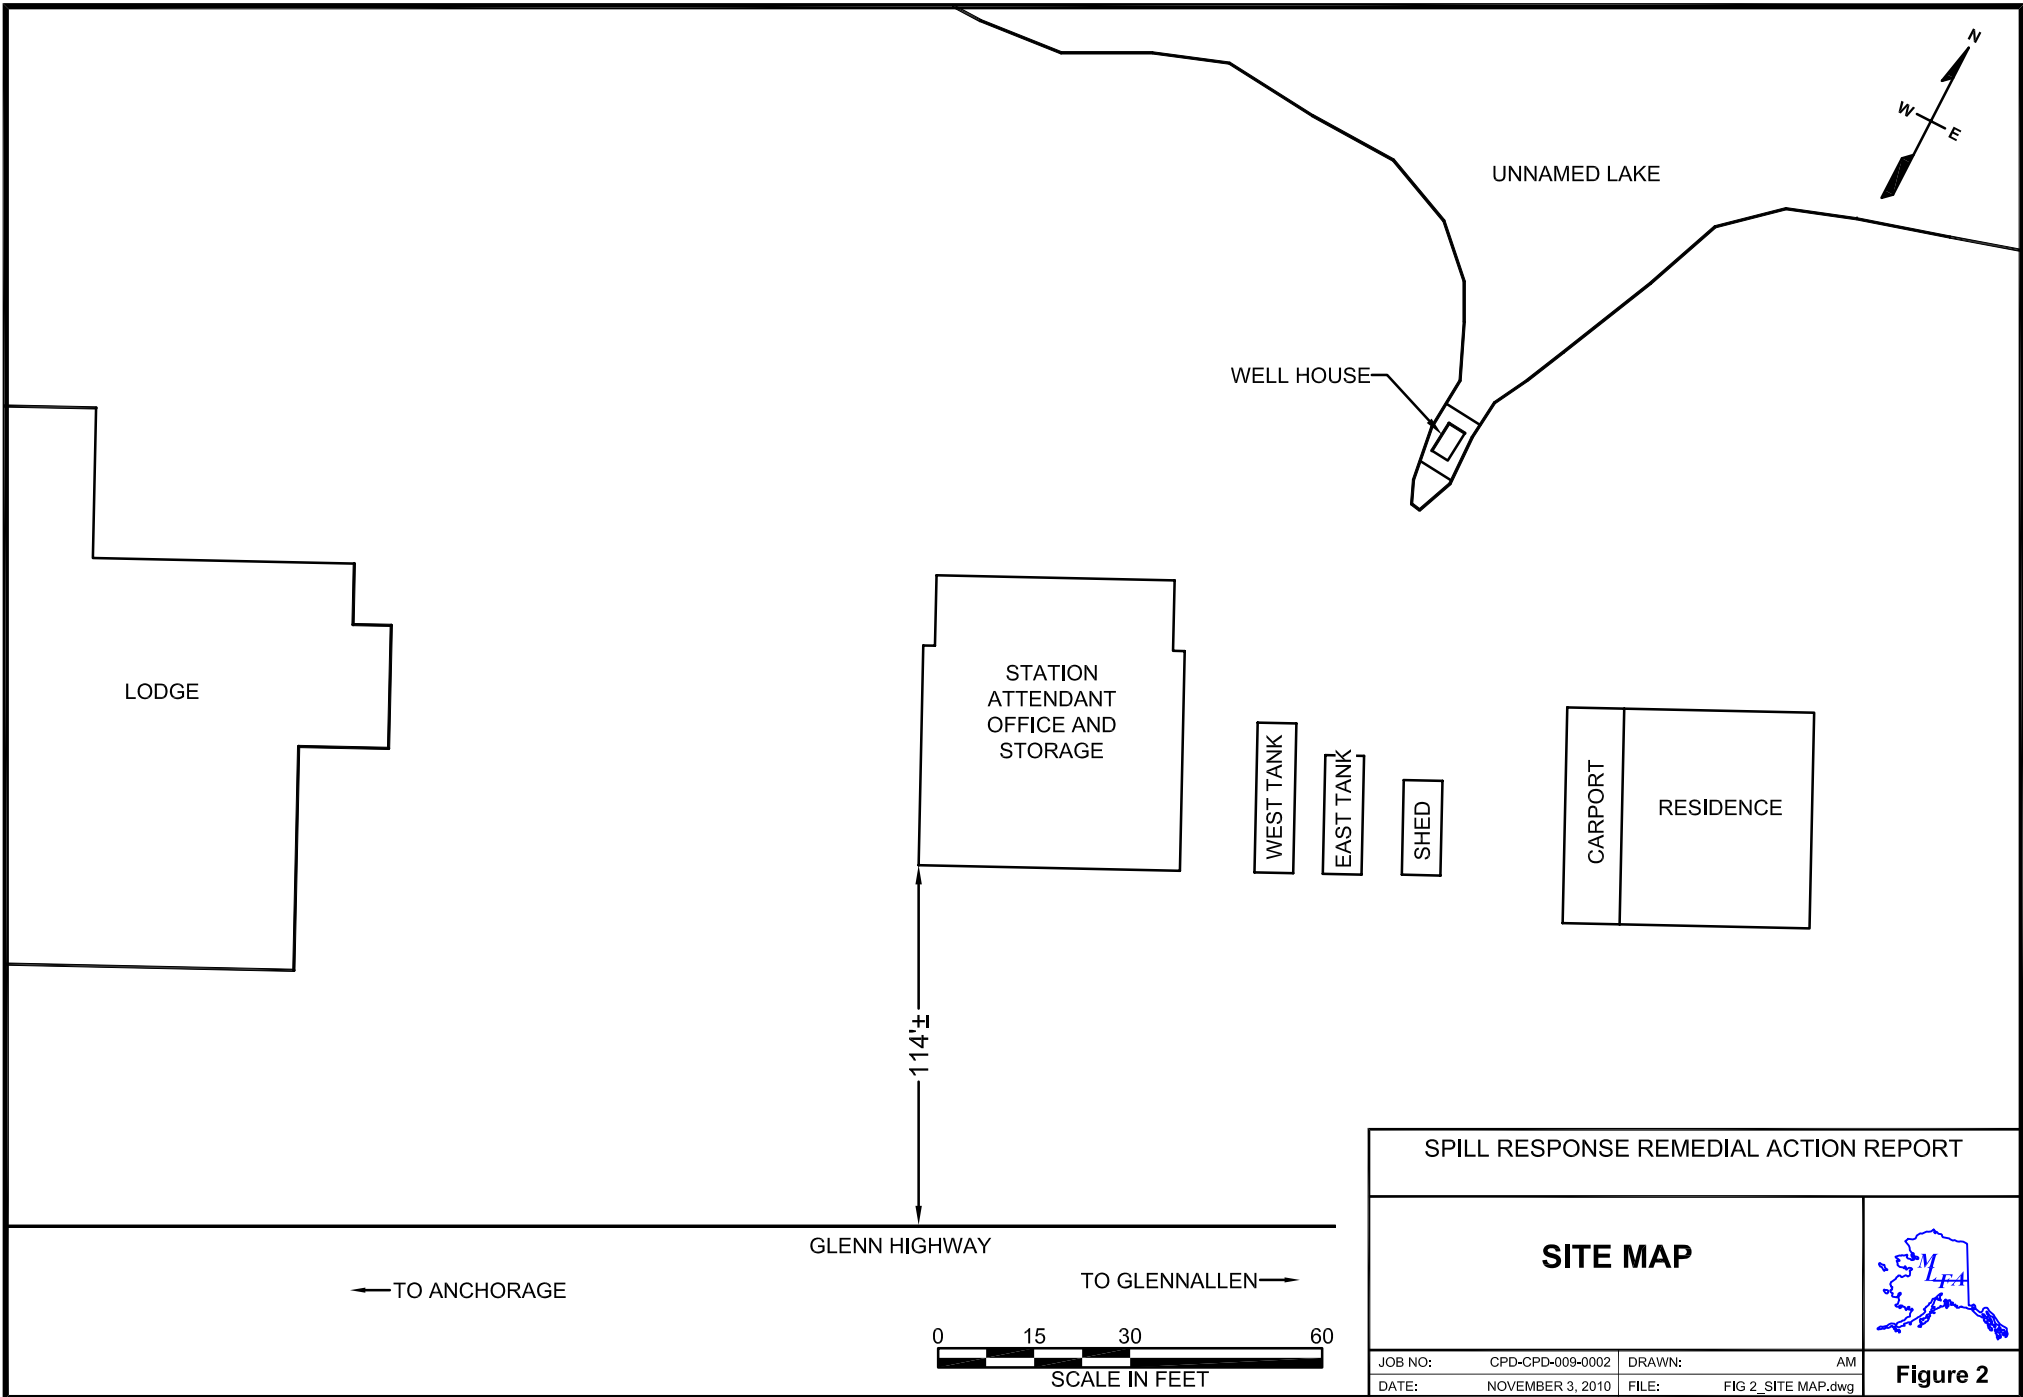 N
W
E
UNNAMED LAKE
WELL HOUSE
LODGE
STATION
ATTENDANT
OFFICE AND
STORAGE
WEST TANK
EAST TANK
SHED
CARPORT
RESIDENCE
114'±
GLENN HIGHWAY
TO ANCHORAGE
TO GLENNALLEN
0 15 30 60
SCALE IN FEET
SPILL RESPONSE REMEDIAL ACTION REPORT
SITE MAP
MLFA
JOB NO: CPD-CPD-009-0002 DRAWN: AM
DATE: NOVEMBER 3, 2010 FILE: FIG 2_SITE MAP.dwg
Figure 2